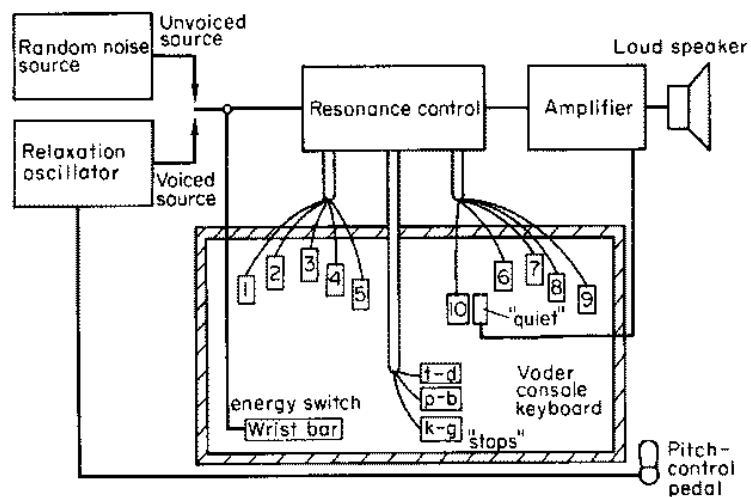 Unvoiced
source
Random noise
source
Relaxation
oscillator
Voiced
source
Resonance control
Amplifier
Loud speaker
1
2
3
4
5
10
6
7
8
9
"quiet"
t-d
p-b
k-g
"stops"
energy switch
Wrist bar
Voder
console
keyboard
Pitch-
control
pedal